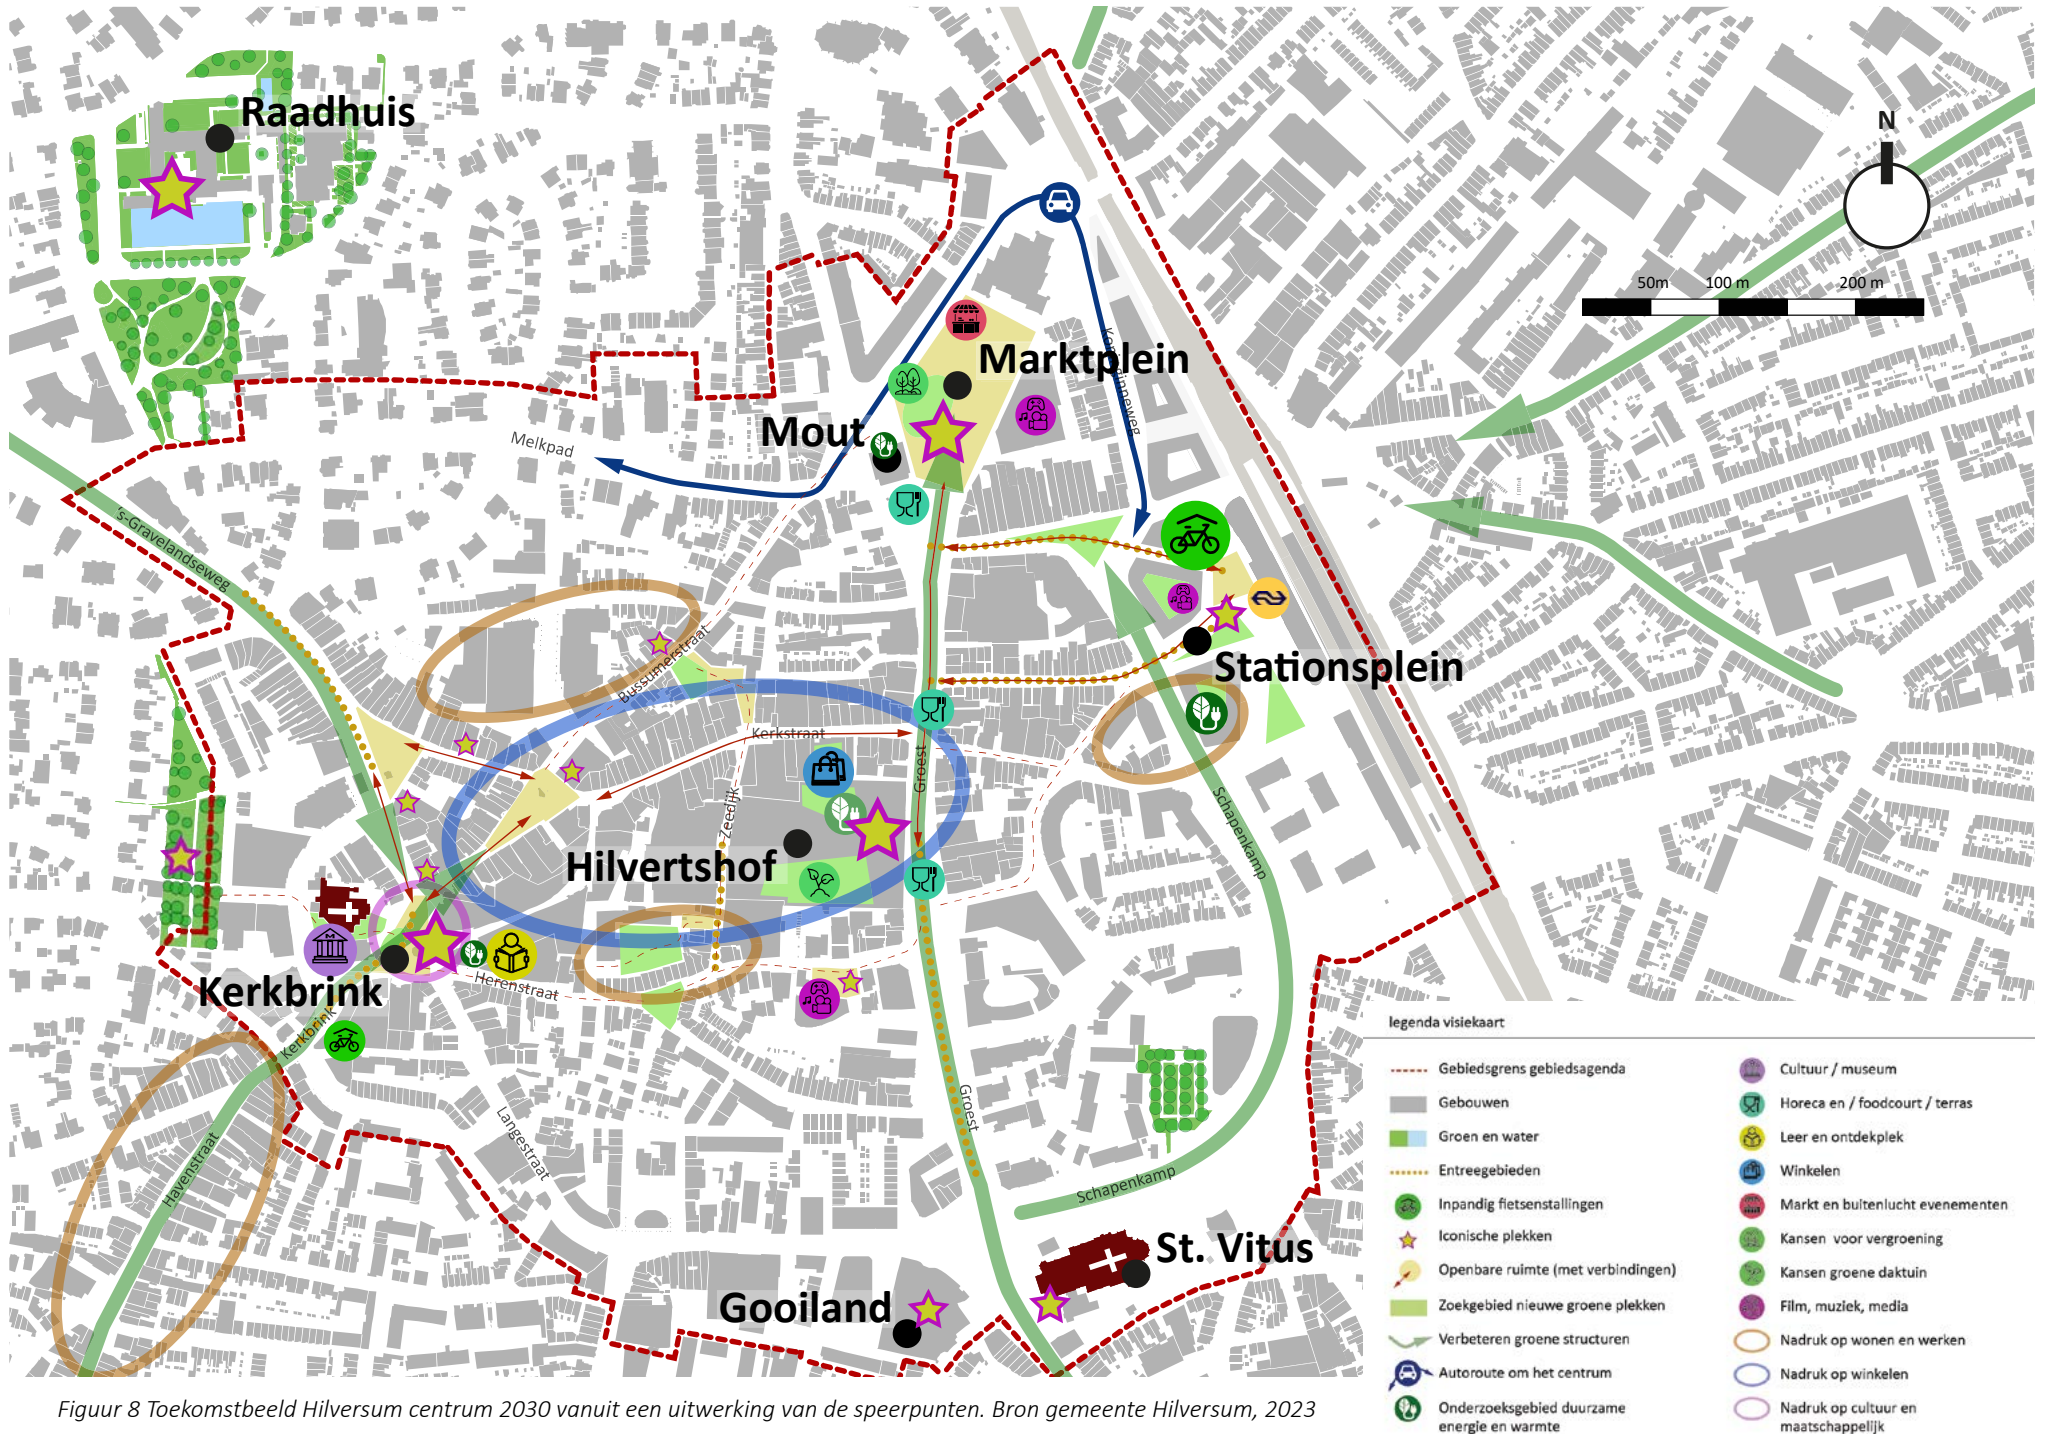 Raadhuis
N
50m 100 m 200 m
Marktplein
Koninginneweg
Mout
Melkpad
's-Gravelandseweg
Stationsplein
Bussumerstraat
Kerkstraat
Groest
Zeedijk
Schapenkamp
Hilvertshof
Kerkbrink
Herenstraat
Kerkbrink
Langestraat
Groest
Havenstraat
Schapenkamp
St. Vitus
Gooiland
legenda visiekaart
Gebiedsgrens gebiedsagenda
Gebouwen
Groen en water
Entreegebieden
Inpandig fietsenstallingen
Iconische plekken
Openbare ruimte (met verbindingen)
Zoekgebied nieuwe groene plekken
Verbeteren groene structuren
Autoroute om het centrum
Onderzoeksgebied duurzame
energie en warmte
Cultuur / museum
Horeca en / foodcourt / terras
Leer en ontdekplek
Winkelen
Markt en buitenlucht evenementen
Kansen voor vergroening
Kansen groene daktuin
Film, muziek, media
Nadruk op wonen en werken
Nadruk op winkelen
Nadruk op cultuur en
maatschappelijk
Figuur 8 Toekomstbeeld Hilversum centrum 2030 vanuit een uitwerking van de speerpunten. Bron gemeente Hilversum, 2023